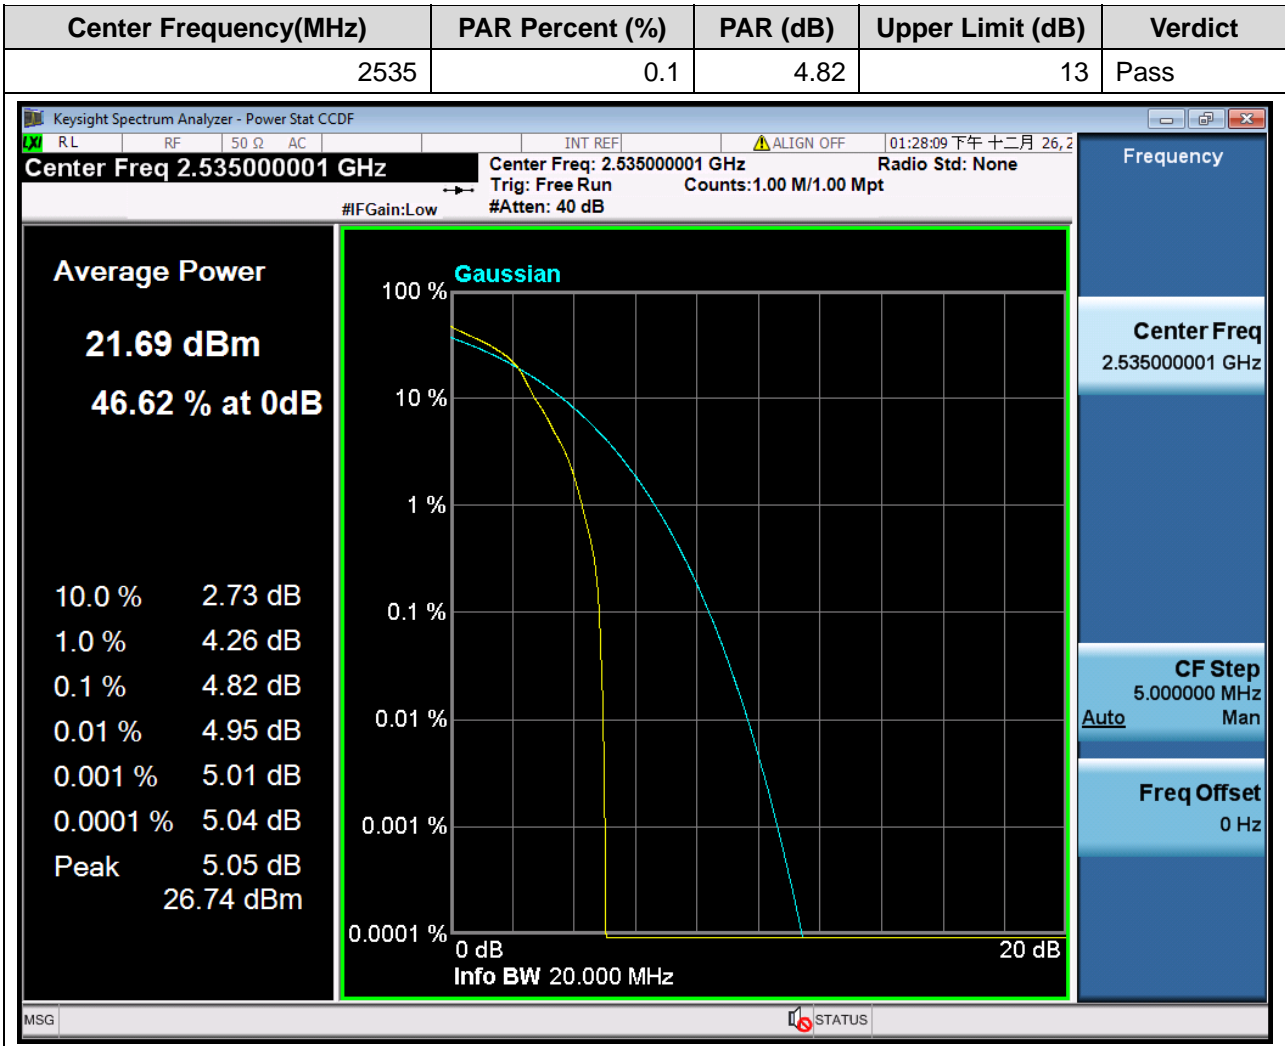 Center Frequency(MHz) PAR Percent (%) PAR (dB) Upper Limit (dB) Verdict
2535 0.1 4.82 13 Pass
Keysight Spectrum Analyzer - Power Stat CCDF
LXI RL RF 50 Ω AC INT REF ALIGN OFF 01:28:09 下午 十二月 26, 2
Center Freq 2.535000001 GHz
Center Freq: 2.535000001 GHz Radio Std: None
Trig: Free Run Counts:1.00 M/1.00 Mpt
#IFGain:Low #Atten: 40 dB
Average Power
21.69 dBm
46.62 % at 0dB
10.0 % 2.73 dB
1.0 % 4.26 dB
0.1 % 4.82 dB
0.01 % 4.95 dB
0.001 % 5.01 dB
0.0001 % 5.04 dB
Peak 5.05 dB
26.74 dBm
Gaussian
100 %
10 %
1 %
0.1 %
0.01 %
0.001 %
0.0001 %
0 dB 20 dB
Info BW 20.000 MHz
Frequency
Center Freq
2.535000001 GHz
CF Step
5.000000 MHz
Auto Man
Freq Offset
0 Hz
MSG STATUS